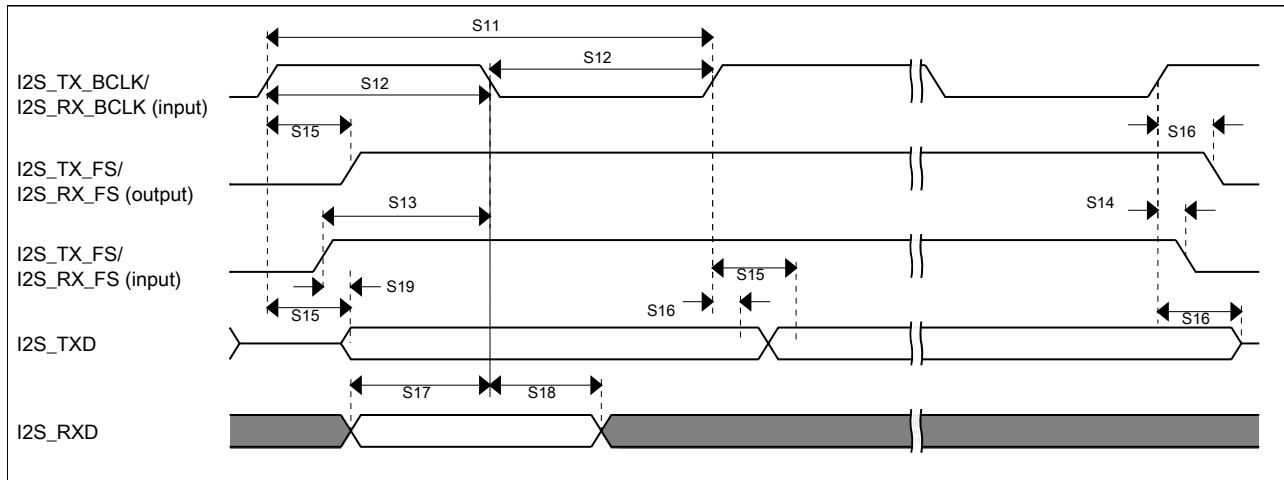 S11
S12
I2S_TX_BCLK/
I2S_RX_BCLK (input)
S12
S15
S16
I2S_TX_FS/
I2S_RX_FS (output)
S13
S14
I2S_TX_FS/
I2S_RX_FS (input)
S15
S19
S15
S16
S16
I2S_TXD
S17
S18
I2S_RXD